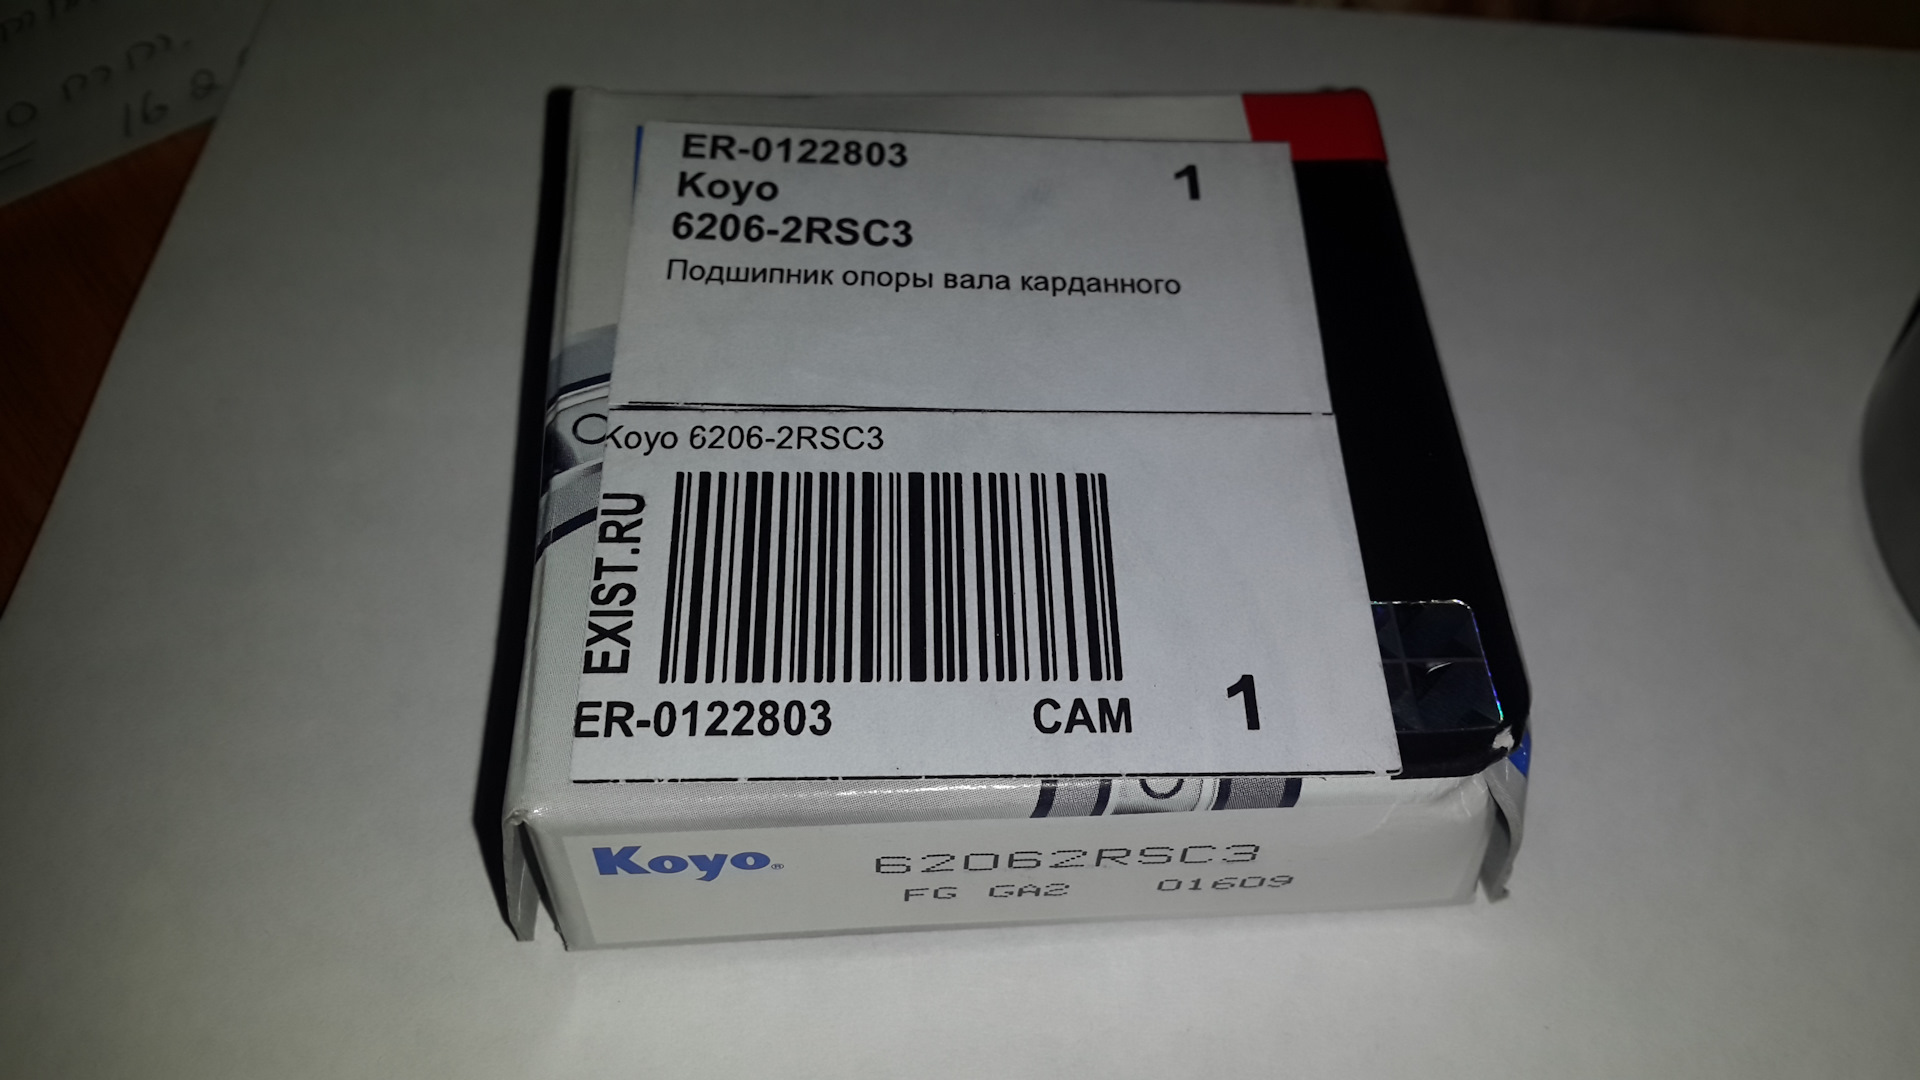 16
ER-0122803
1
Koyo
6206-2RSC3
Подшипник опоры вала карданного
Koyo 6206-2RSC3
EXIST.RU
ER-0122803
CAM
1
Koyo®
62062RSC3
FG GA2 01609